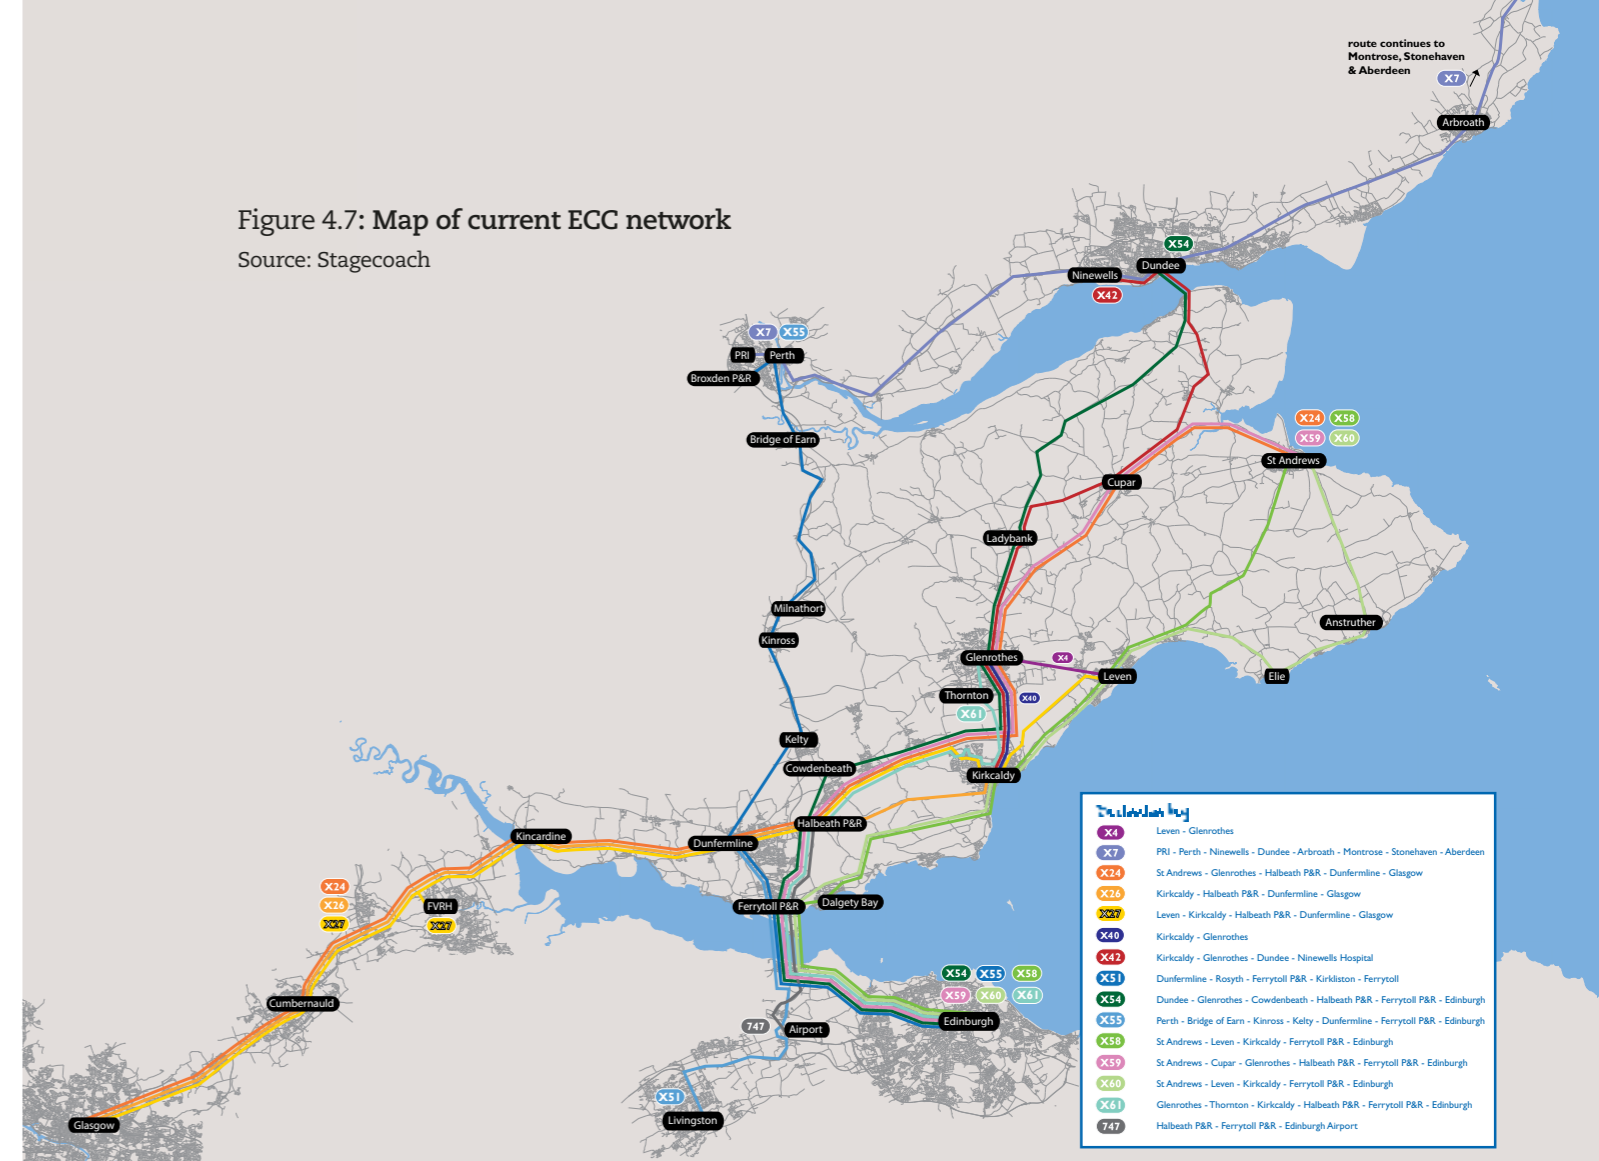 route continues to
Montrose, Stonehaven
& Aberdeen
X7
Arbroath
Figure 4.7: Map of current ECC network
Source: Stagecoach
X54
Dundee
Ninewells
X42
X7 X55
PRI Perth
Broxden P&R
X24 X58
X59 X60
Bridge of Earn
St Andrews
Cupar
Ladybank
Milnathort
Anstruther
Kinross
Glenrothes X4
Leven
Elie
Thornton X40
X61
Kelty
Cowdenbeath
Kirkcaldy
Halbeath P&R
Kincardine
Dunfermline
X24
X26
X27
FVRH
X27
Ferrytoll P&R
Dalgety Bay
X54 X55 X58
X59 X60 X61
Cumbernauld
Edinburgh
747 Airport
X51
Livingston
Glasgow
X4 Leven - Glenrothes
X7 PRI - Perth - Ninewells - Dundee - Arbroath - Montrose - Stonehaven - Aberdeen
X24 St Andrews - Glenrothes - Halbeath P&R - Dunfermline - Glasgow
X26 Kirkcaldy - Halbeath P&R - Dunfermline - Glasgow
X27 Leven - Kirkcaldy - Halbeath P&R - Dunfermline - Glasgow
X40 Kirkcaldy - Glenrothes
X42 Kirkcaldy - Glenrothes - Dundee - Ninewells Hospital
X51 Dunfermline - Rosyth - Ferrytoll P&R - Kirkliston - Ferrytoll
X54 Dundee - Glenrothes - Cowdenbeath - Halbeath P&R - Ferrytoll P&R - Edinburgh
X55 Perth - Bridge of Earn - Kinross - Kelty - Dunfermline - Ferrytoll P&R - Edinburgh
X58 St Andrews - Leven - Kirkcaldy - Ferrytoll P&R - Edinburgh
X59 St Andrews - Cupar - Glenrothes - Halbeath P&R - Ferrytoll P&R - Edinburgh
X60 St Andrews - Leven - Kirkcaldy - Ferrytoll P&R - Edinburgh
X61 Glenrothes - Thornton - Kirkcaldy - Halbeath P&R - Ferrytoll P&R - Edinburgh
747 Halbeath P&R - Ferrytoll P&R - Edinburgh Airport